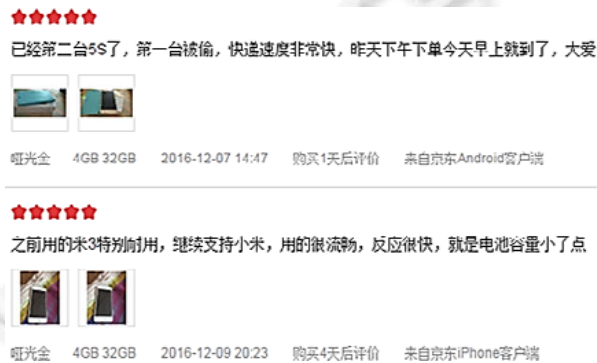 已经第二台5S了，第一台被偷，快递速度非常快，昨天下午下单今天早上就到了，大爱
哑光金 4GB 32GB 2016-12-07 14:47 购买1天后评价 来自京东Android客户端
之前用的米3特别耐用，继续支持小米，用的很流畅，反应很快，就是电池容量小了点
哑光金 4GB 32GB 2016-12-09 20:23 购买4天后评价 来自京东iPhone客户端